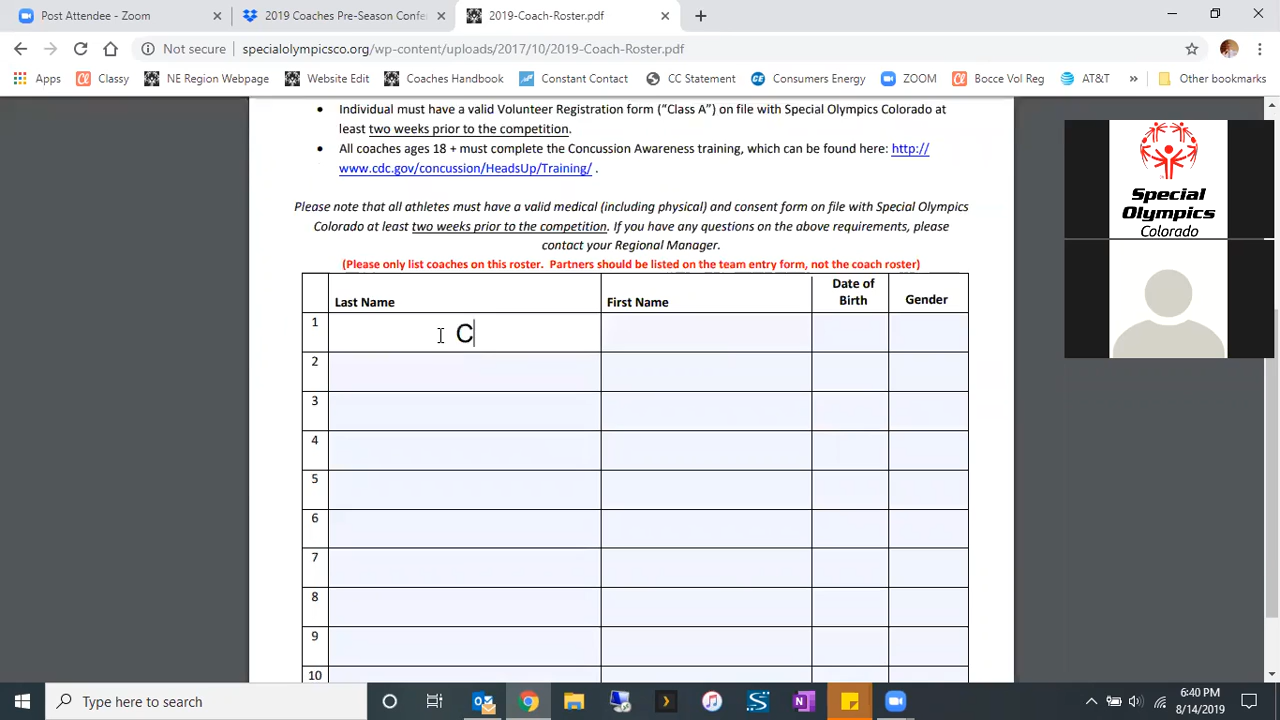 Post Attendee - Zoom
2019 Coaches Pre-Season Confe
2019-Coach-Roster.pdf
Not secure
specialolympicsco.org/wp-content/uploads/2017/10/2019-Coach-Roster.pdf
Apps
Classy
NE Region Webpage
Website Edit
Coaches Handbook
Constant Contact
CC Statement
Consumers Energy
ZOOM
Bocce Vol Reg
AT&T
Other bookmarks
• Individual must have a valid Volunteer Registration form (“Class A”) on file with Special Olympics Colorado at
least two weeks prior to the competition.
• All coaches ages 18 + must complete the Concussion Awareness training, which can be found here: http://
www.cdc.gov/concussion/HeadsUp/Training/ .
Please note that all athletes must have a valid medical (including physical) and consent form on file with Special Olympics
Colorado at least two weeks prior to the competition. If you have any questions on the above requirements, please
contact your Regional Manager.
(Please only list coaches on this roster.  Partners should be listed on the team entry form, not the coach roster)
Last Name
First Name
Date of
Birth
Gender
1
C
2
3
4
5
6
7
8
9
10
Special
Olympics
Colorado
Type here to search
6:40 PM
8/14/2019